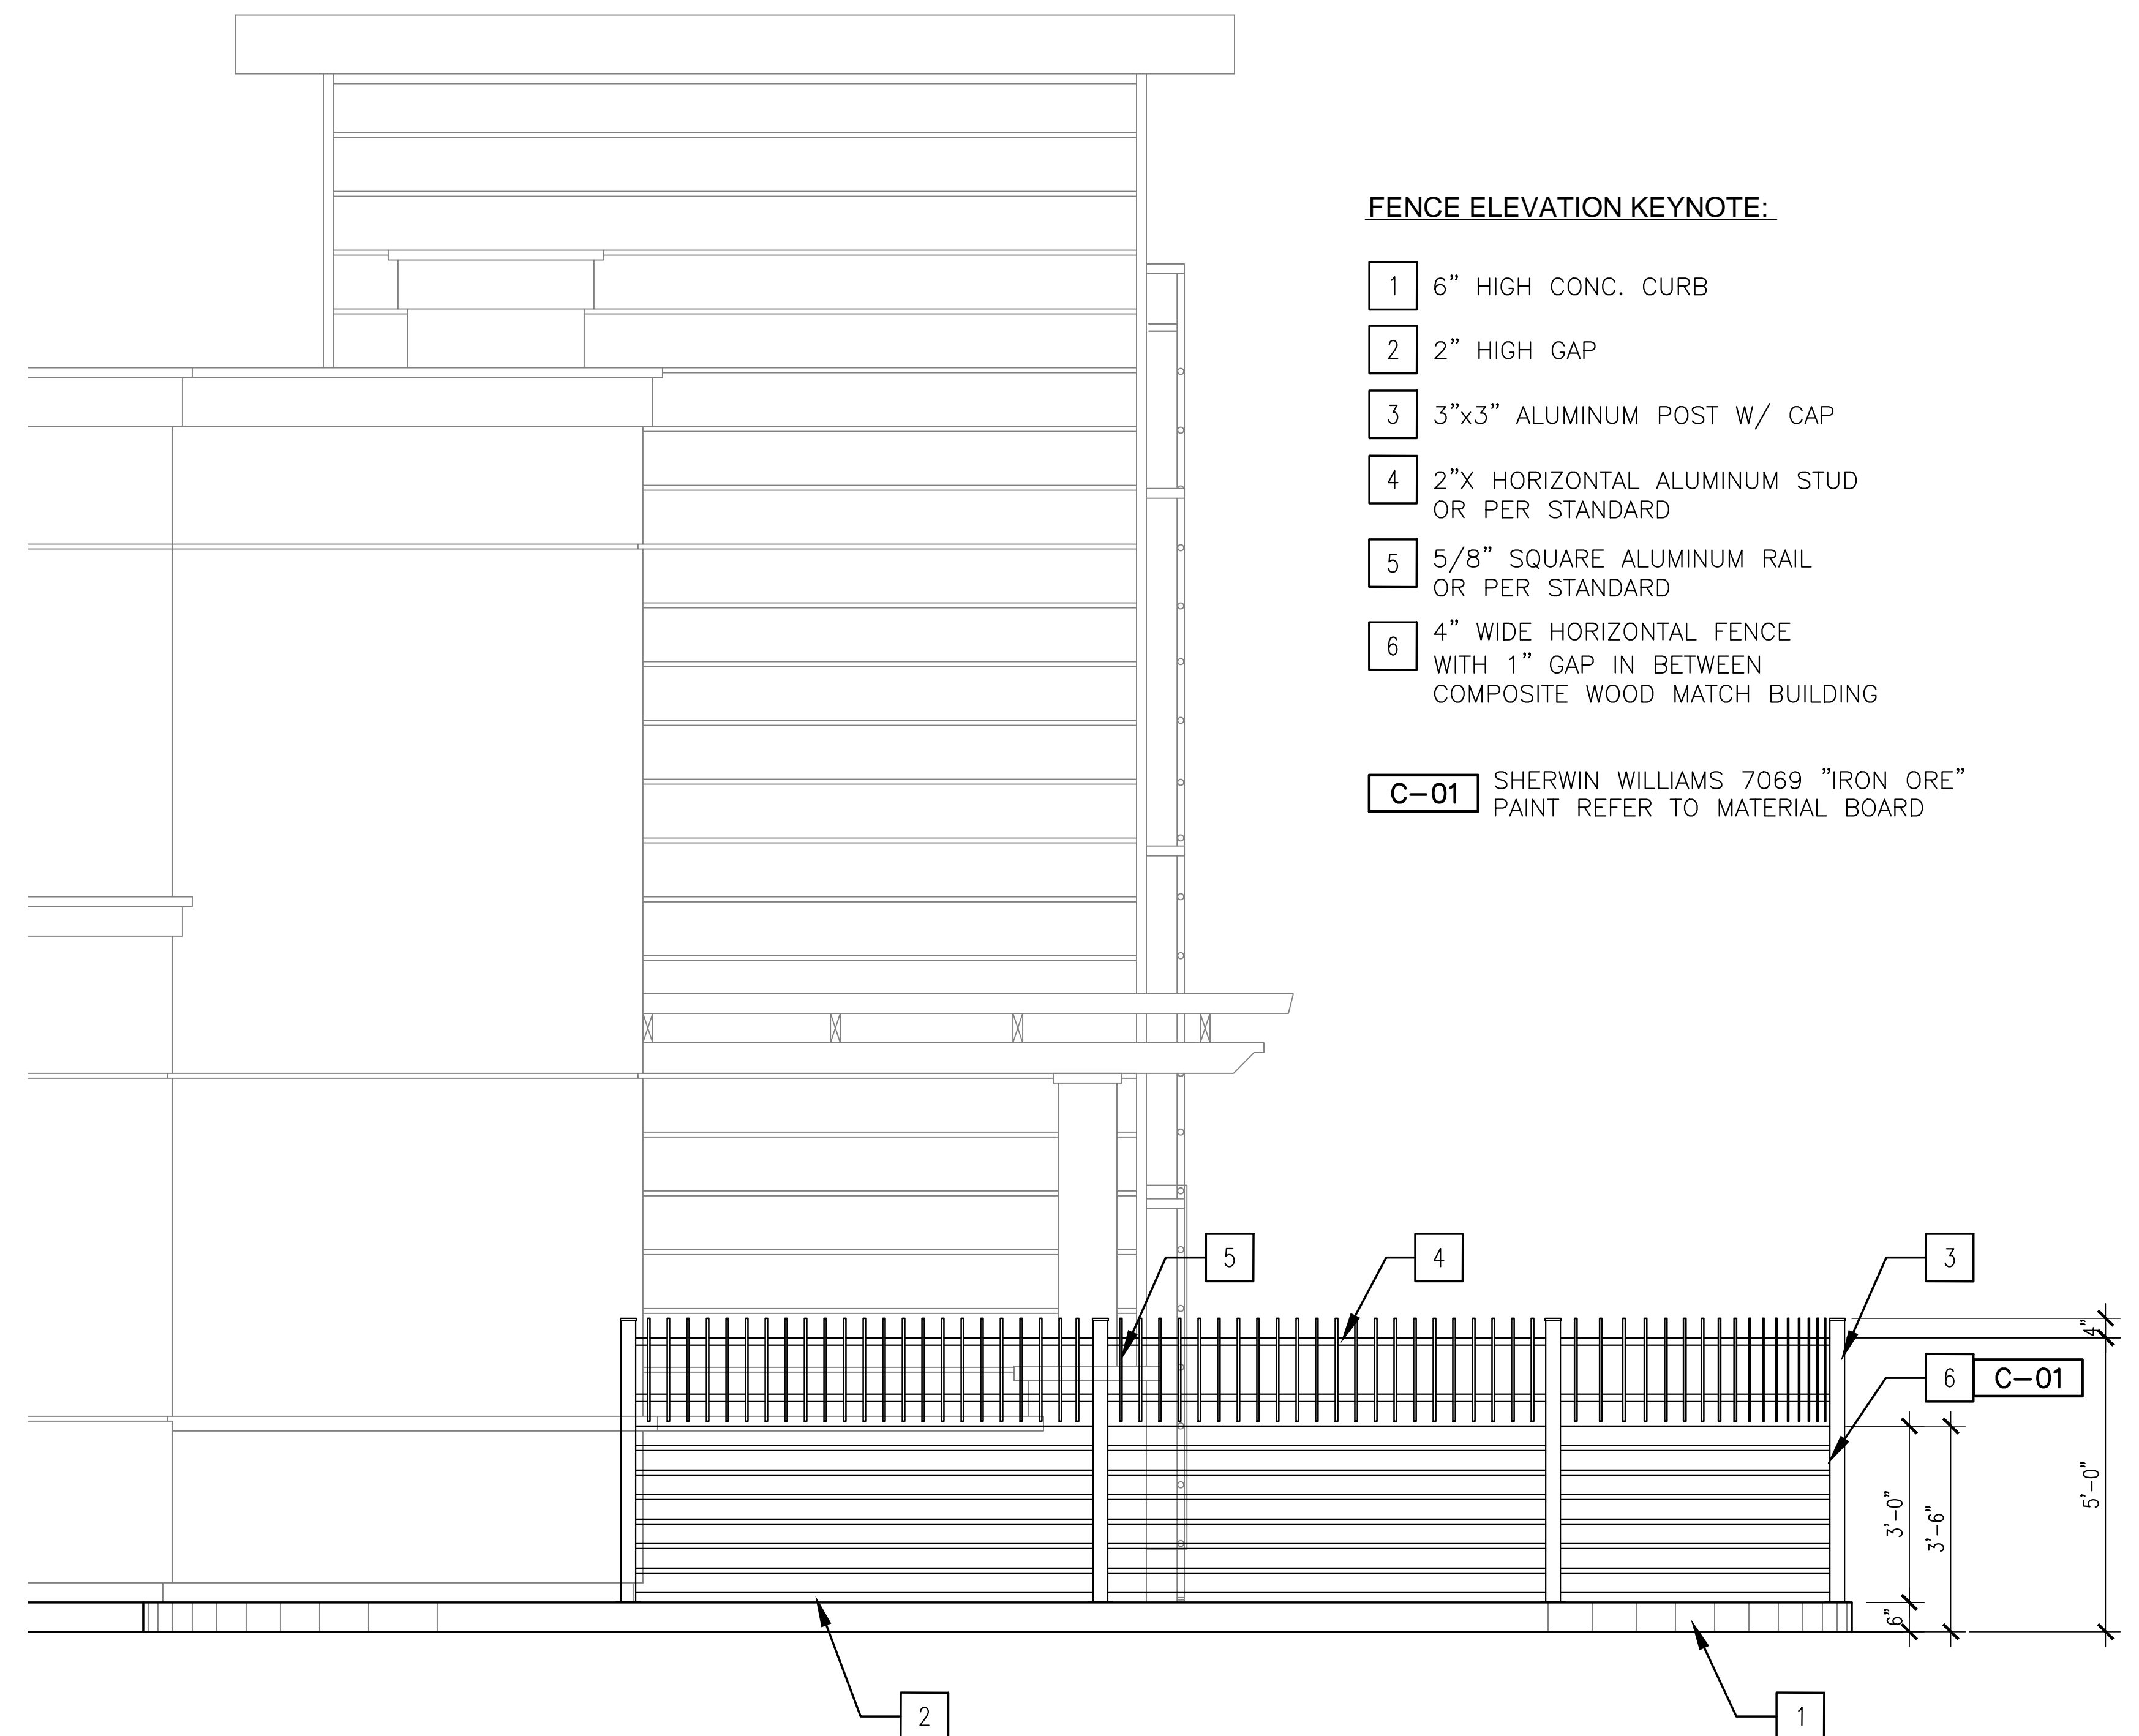 FENCE ELEVATION KEYNOTE:
1 6” HIGH CONC. CURB
2 2” HIGH GAP
3 3”x3” ALUMINUM POST W/ CAP
4 2”X HORIZONTAL ALUMINUM STUD
OR PER STANDARD
5 5/8” SQUARE ALUMINUM RAIL
OR PER STANDARD
6 4” WIDE HORIZONTAL FENCE
WITH 1” GAP IN BETWEEN
COMPOSITE WOOD MATCH BUILDING
C-01 SHERWIN WILLIAMS 7069 ”IRON ORE”
PAINT REFER TO MATERIAL BOARD
5
4
3
4”
6 C-01
5'-0”
3'-0”
3'-6”
6”
2
1